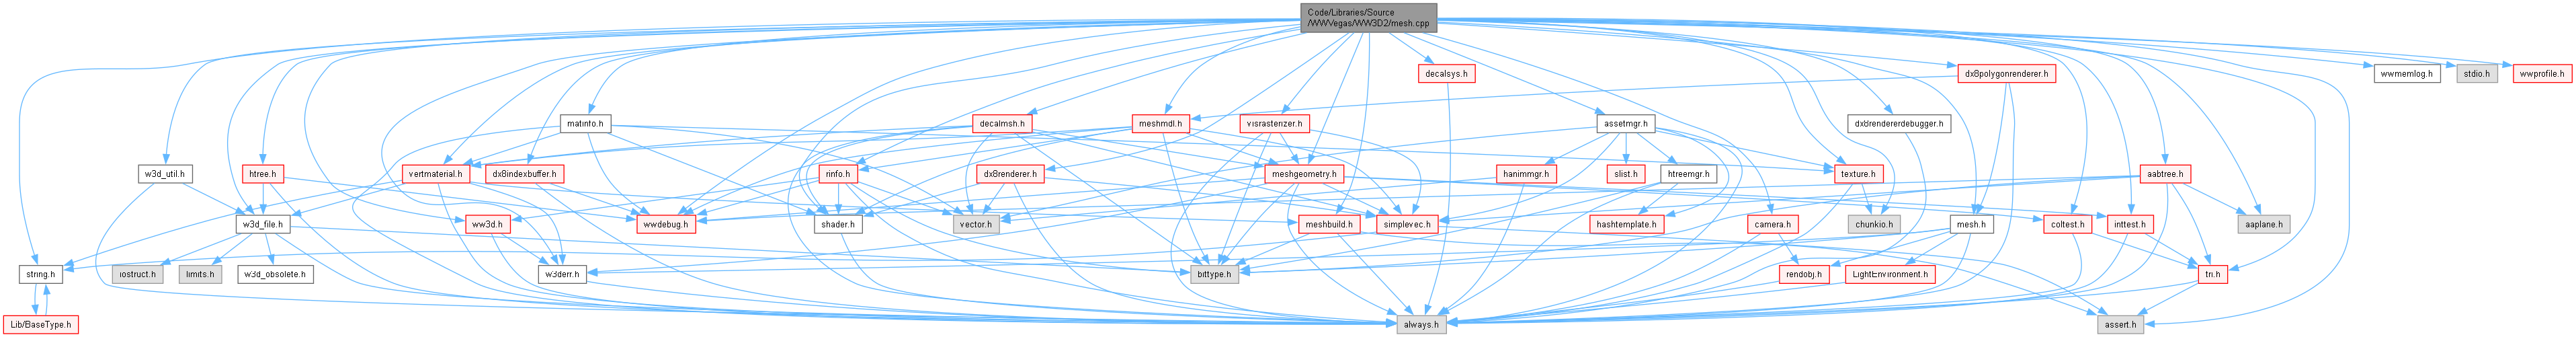 Code/Libraries/Source
/WWVegas/WW3D2/mesh.cpp
decalsys.h
dx8polygonrenderer.h
wwmemlog.h
stdio.h
wwprofile.h
matinfo.h
decalmsh.h
meshmdl.h
visrasterizer.h
assetmgr.h
dx8rendererdebugger.h
w3d_util.h
htree.h
vertmaterial.h
dx8indexbuffer.h
rinfo.h
dx8renderer.h
meshgeometry.h
hanimmgr.h
slist.h
htreemgr.h
texture.h
aabtree.h
w3d_file.h
ww3d.h
wwdebug.h
shader.h
vector.h
meshbuild.h
simplevec.h
hashtemplate.h
camera.h
chunkio.h
mesh.h
coltest.h
inttest.h
aaplane.h
string.h
iostruct.h
limits.h
w3d_obsolete.h
w3derr.h
bittype.h
rendobj.h
LightEnvironment.h
tri.h
Lib/BaseType.h
always.h
assert.h